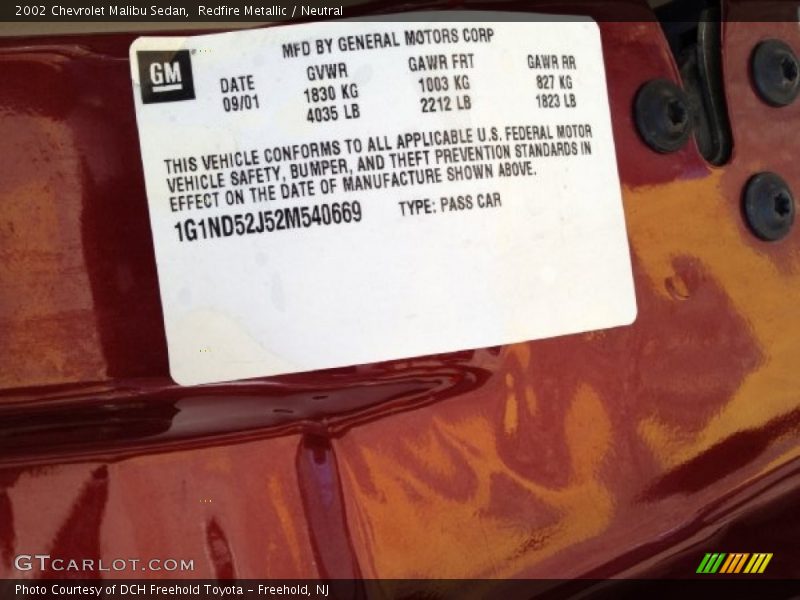 2002 Chevrolet Malibu Sedan, Redfire Metallic / Neutral
MFD BY GENERAL MOTORS CORP
GM
DATE GVWR GAWR FRT GAWR RR
09/01 1830 KG 1003 KG 827 KG
4035 LB 2212 LB 1823 LB
THIS VEHICLE CONFORMS TO ALL APPLICABLE U.S. FEDERAL MOTOR
VEHICLE SAFETY, BUMPER, AND THEFT PREVENTION STANDARDS IN
EFFECT ON THE DATE OF MANUFACTURE SHOWN ABOVE.
1G1ND52J52M540669 TYPE: PASS CAR
GTCARLOT.COM
Photo Courtesy of DCH Freehold Toyota - Freehold, NJ